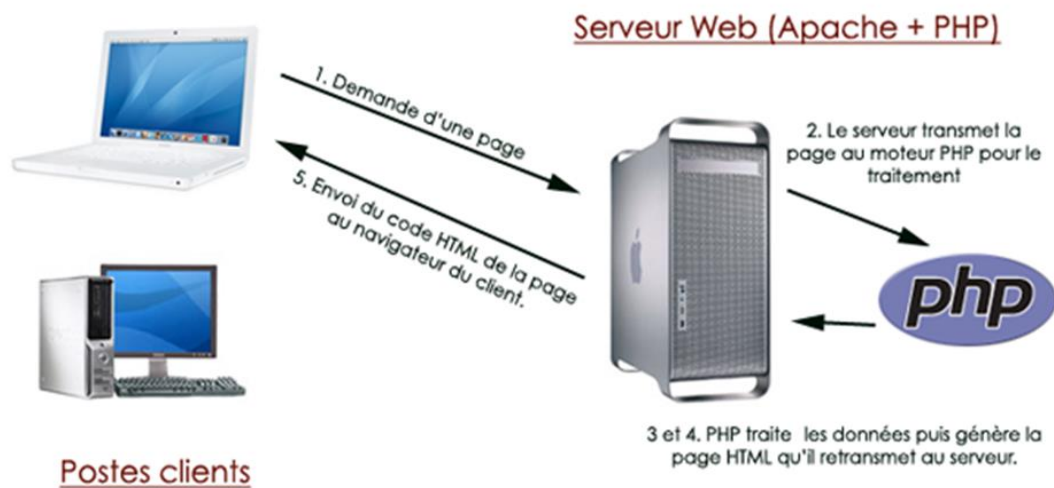 Serveur Web (Apache + PHP)
1. Demande d'une page
2. Le serveur transmet la
page au moteur PHP pour le
traitement
5. Envoi du code HTML de la page
au navigateur du client.
php
3 et 4. PHP traite les données puis génère la
page HTML qu'il retransmet au serveur.
Postes clients